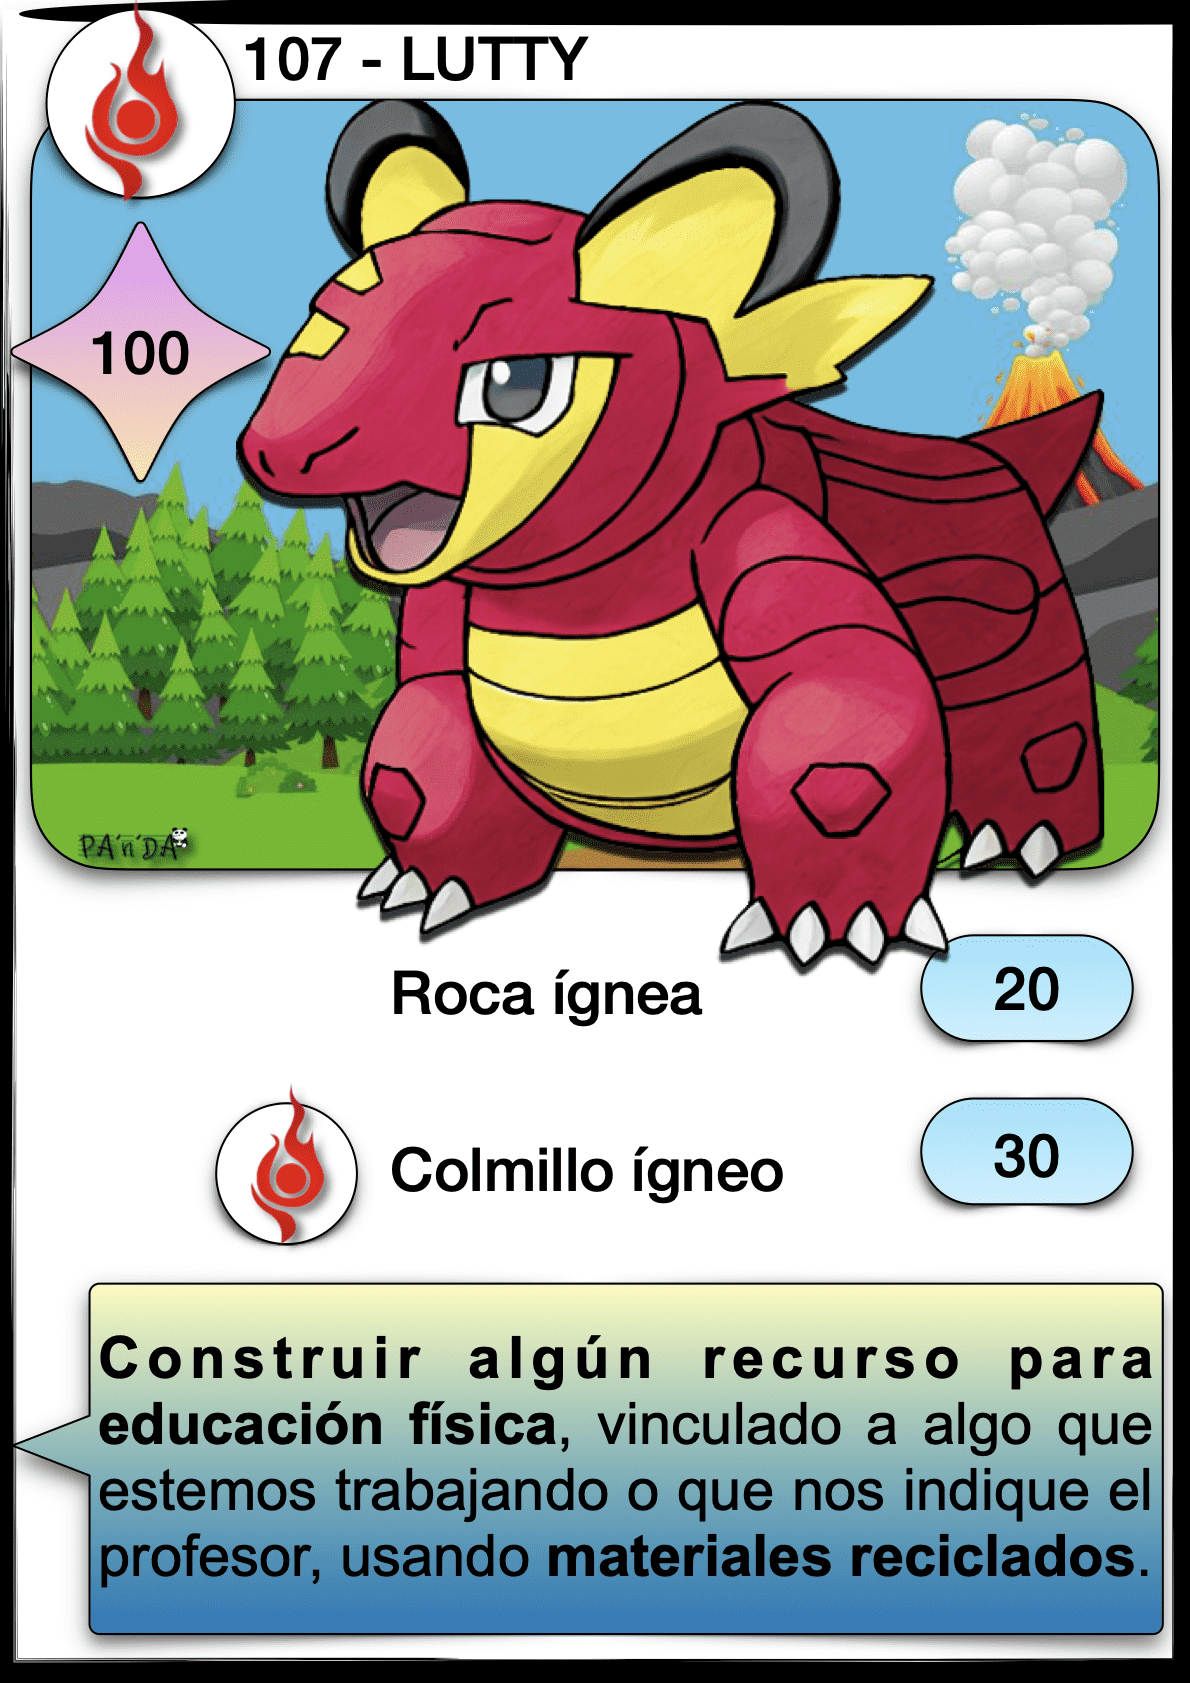 107 - LUTTY
100
PA'n'DA
Roca ígnea
20
Colmillo ígneo
30
Construir algún recurso para
educación física, vinculado a algo que
estemos trabajando o que nos indique el
profesor, usando materiales reciclados.